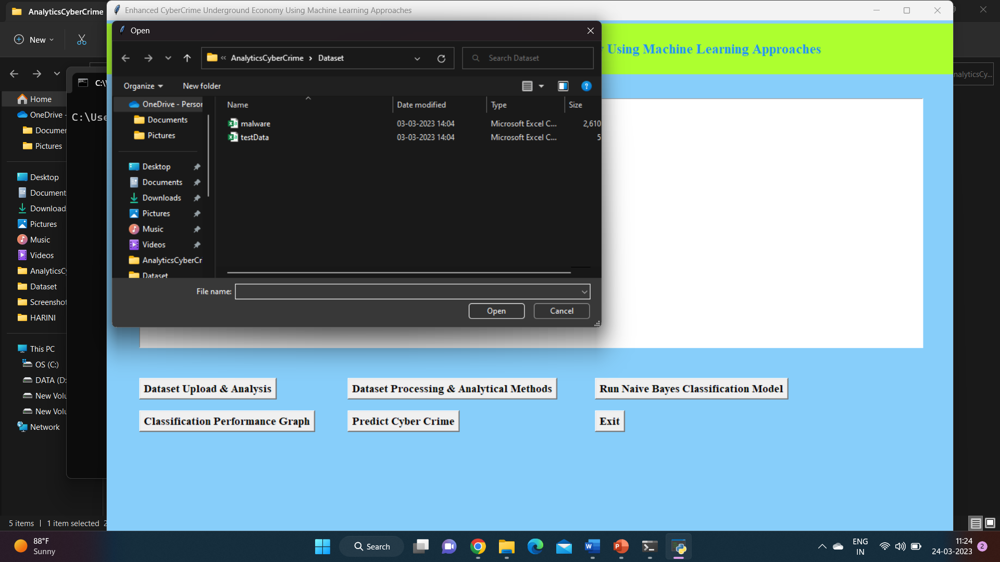 AnalyticsCyberCrime
Enhanced CyberCrime Underground Economy Using Machine Learning Approaches
New
Open
Using Machine Learning Approaches
AnalyticsCyberCrime > Dataset
Search Dataset
nalyticsCy...
C:\
Organize
New folder
Home
OneDrive -
Documen
Pictures
Desktop
Document
Download
Pictures
Music
Videos
AnalyticsCy
Dataset
Screenshot
HARINI
This PC
OS (C:)
DATA (D:
New Volu
New Volu
Network
C:\Use
OneDrive - Person
Documents
Pictures
Desktop
Documents
Downloads
Pictures
Music
Videos
AnalyticsCyberCr
Dataset
Name Date modified Type Size
malware 03-03-2023 14:04 Microsoft Excel C... 2,610
testData 03-03-2023 14:04 Microsoft Excel C... 5
File name:
Open Cancel
Dataset Upload & Analysis
Dataset Processing & Analytical Methods
Run Naive Bayes Classification Model
Classification Performance Graph
Predict Cyber Crime
Exit
5 items | 1 item selected 2
88°F
Sunny
Search
ENG
IN
11:24
24-03-2023
2